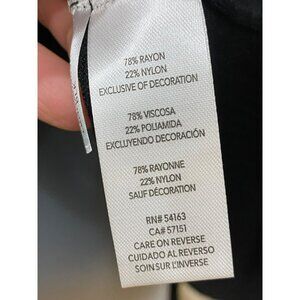 78% RAYON
22% NYLON
EXCLUSIVE OF DECORATION
78% VISCOSA
22% POLIAMIDA
EXCLUYENDO DECORACIÓN
78% RAYONNE
22% NYLON
SAUF DÉCORATION
RN# 54163
CA# 57151
CARE ON REVERSE
CUIDADO AL REVERSO
SOIN SUR L'INVERSE